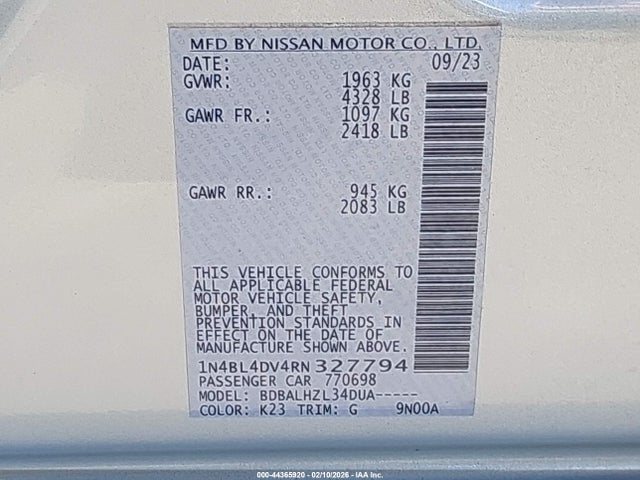 MFD BY NISSAN MOTOR CO., LTD.
DATE: 09/23
GVWR: 1963 KG
4328 LB
GAWR FR.: 1097 KG
2418 LB
GAWR RR.: 945 KG
2083 LB
THIS VEHICLE CONFORMS TO
ALL APPLICABLE FEDERAL
MOTOR VEHICLE SAFETY,
BUMPER, AND THEFT
PREVENTION STANDARDS IN
EFFECT ON THE DATE OF
MANUFACTURE SHOWN ABOVE.
1N4BL4DV4RN327794
PASSENGER CAR 770698
MODEL: BDBALHZL34DUA-----
COLOR: K23 TRIM: G 9N00A
000-44365920 - 02/10/2026 - IAA, Inc.